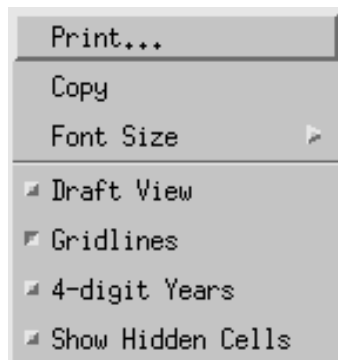 Print...
Copy
Font Size
Draft View
Gridlines
4-digit Years
Show Hidden Cells